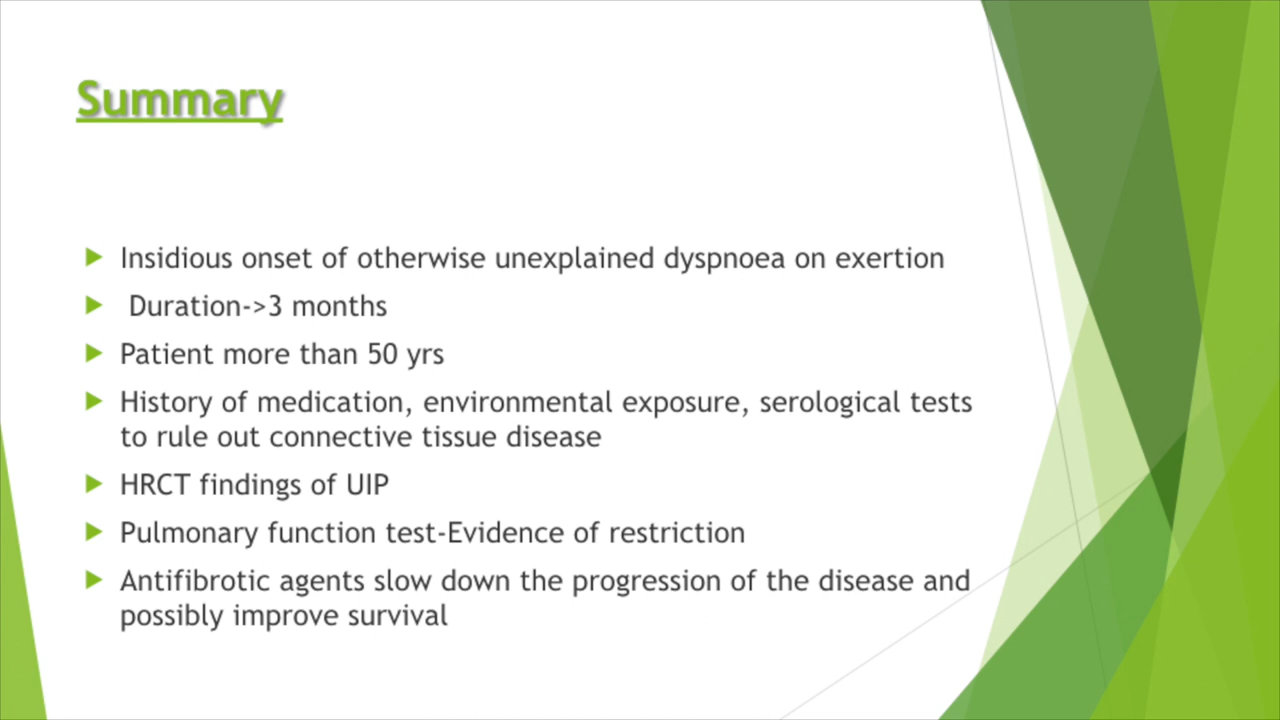 Summary
Insidious onset of otherwise unexplained dyspnoea on exertion
Duration->3 months
Patient more than 50 yrs
History of medication, environmental exposure, serological tests
to rule out connective tissue disease
HRCT findings of UIP
Pulmonary function test-Evidence of restriction
Antifibrotic agents slow down the progression of the disease and
possibly improve survival